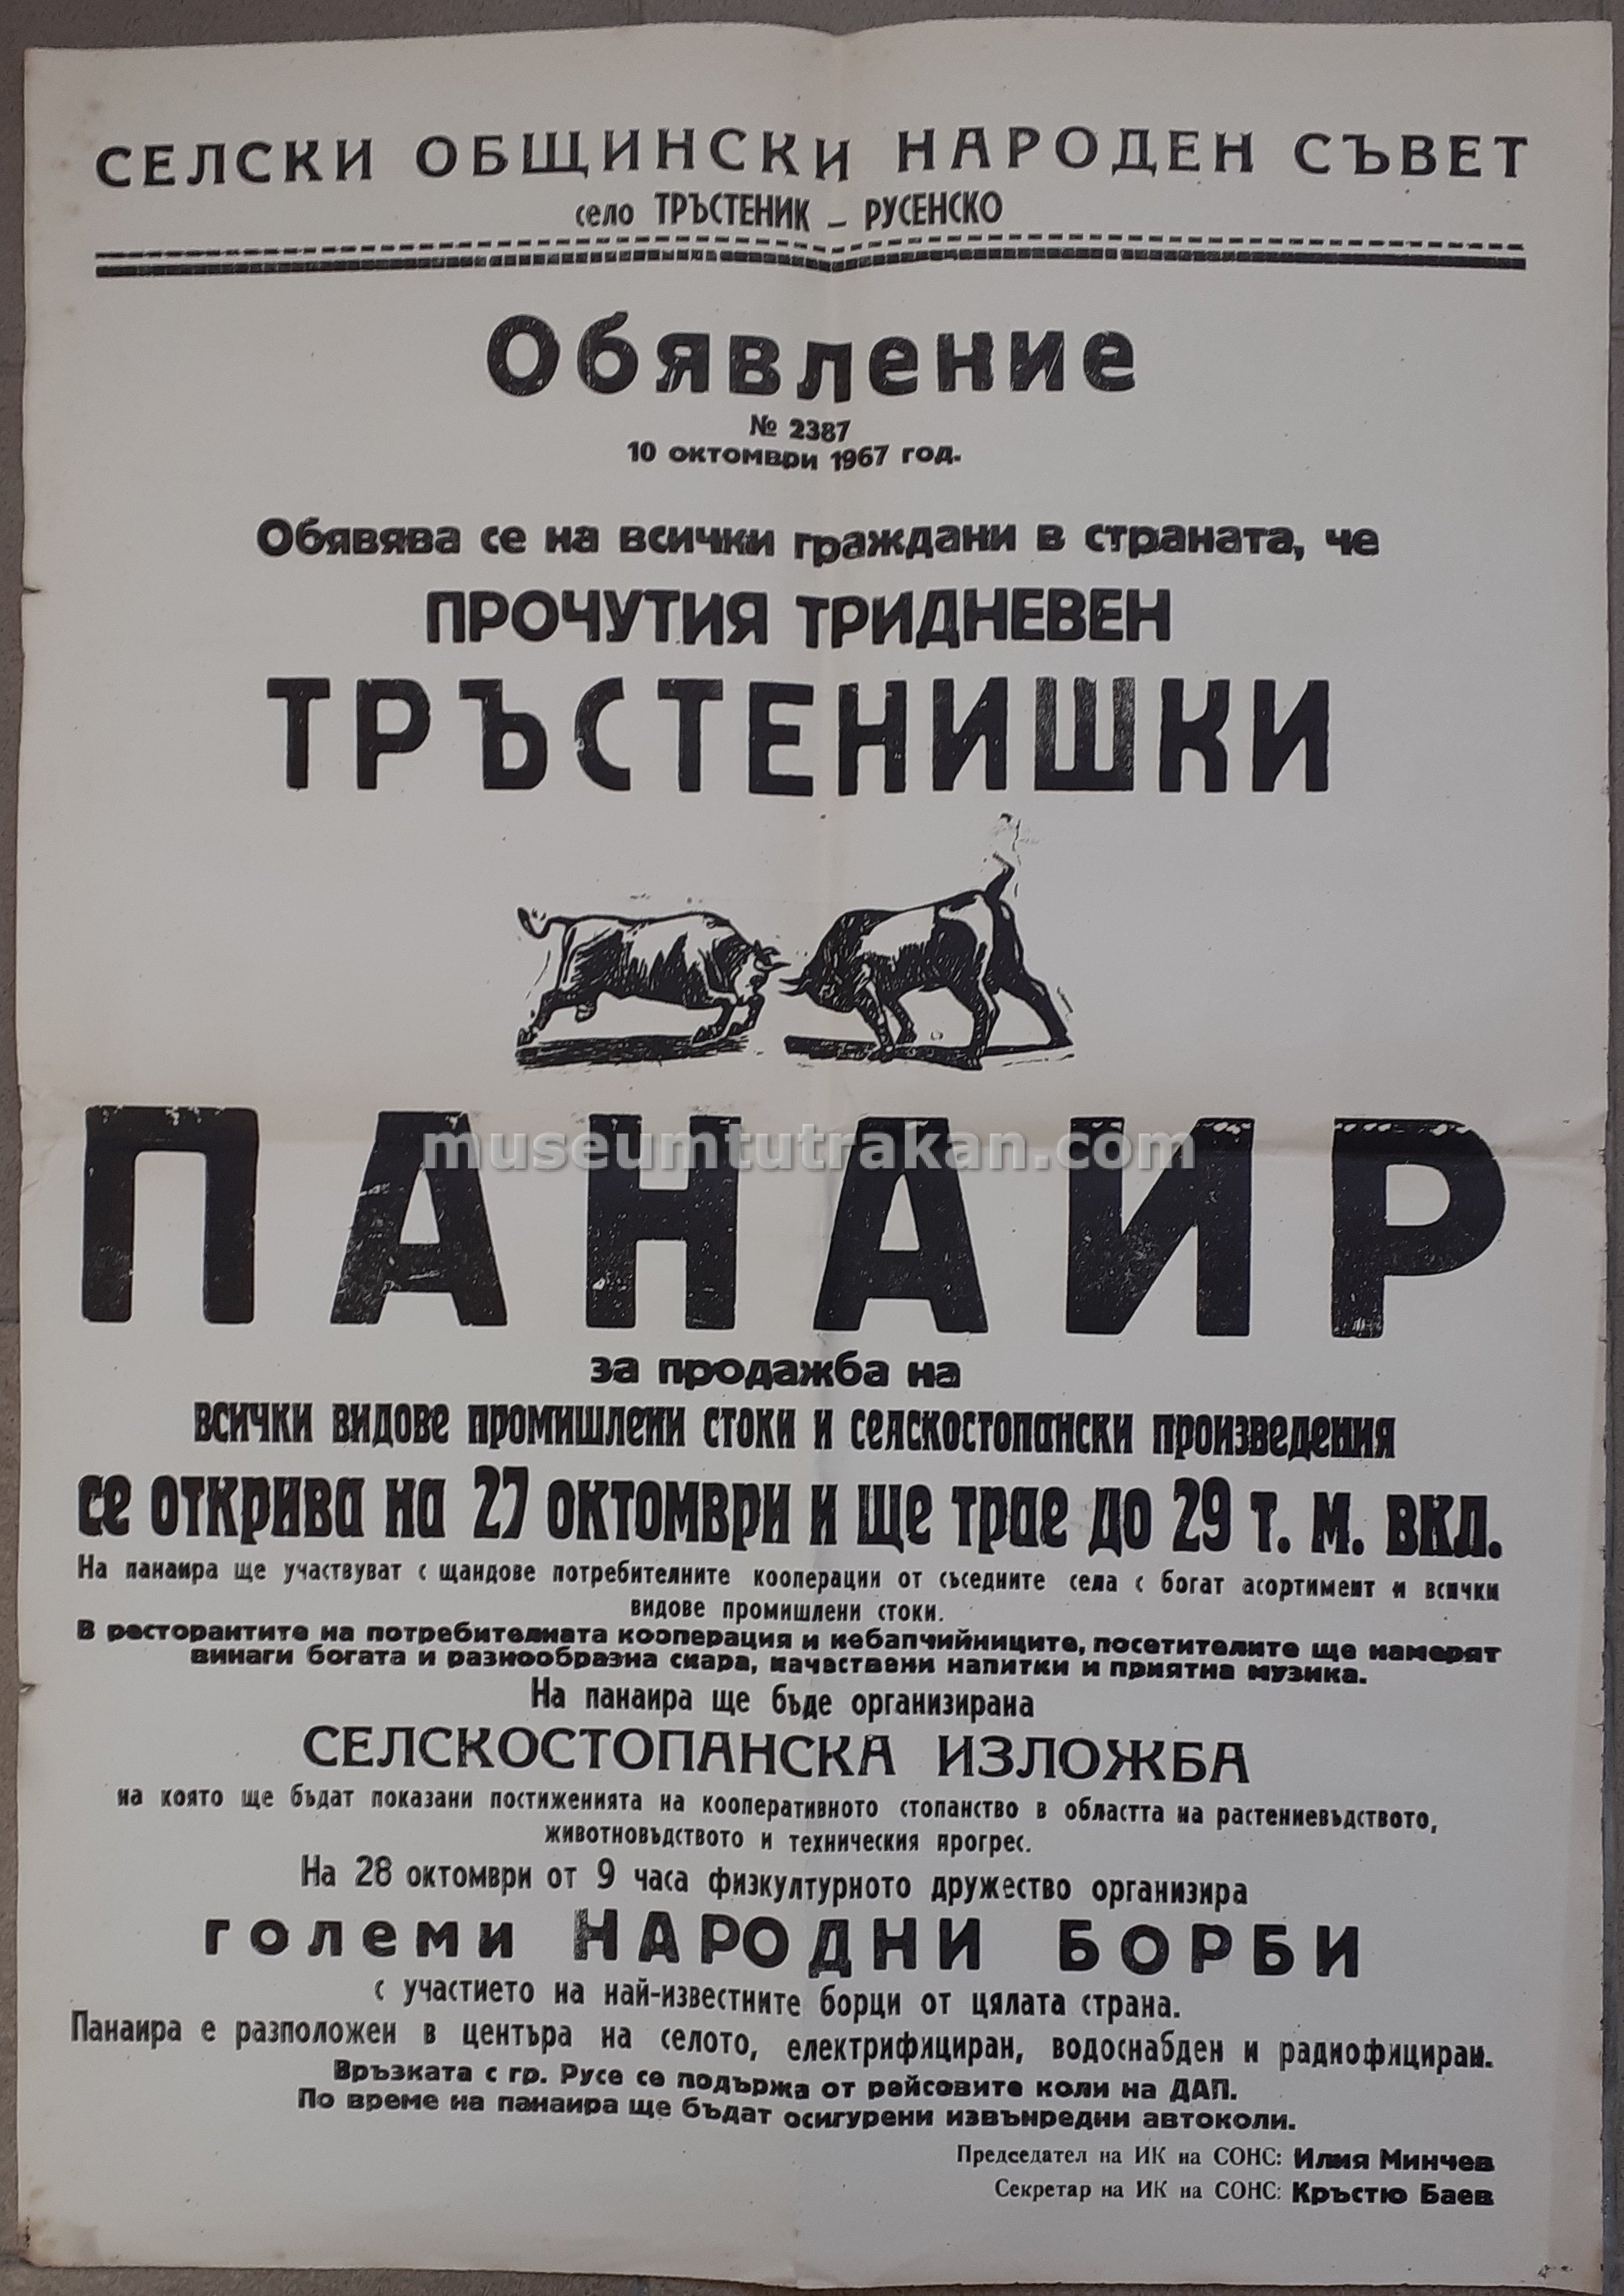 СЕЛСКИ ОБЩИНСКИ НАРОДЕН СЪВЕТ
село ТРЪСТЕНИК – РУСЕНСКО
Обявление
№ 2387
10 октомври 1967 год.
Обявява се на всички граждани в страната, че
ПРОЧУТИЯ ТРИДНЕВЕН
ТРЪСТЕНИШКИ
ПАНАИР
museumtutrakan.com
за продажба на
всички видове промишлени стоки и селскостопански произведения
се открива на 27 октомври и ще трае до 29 т. м. вкл.
На панаира ще участвуват с щандове потребителните кооперации от съседните села с богат асортимент и всички
видове промишлени стоки.
В ресторантите на потребителната кооперация и кебапчийниците, посетителите ще намерят
винаги богата и разнообразна скара, качествени напитки и приятна музика.
На панаира ще бъде организирана
СЕЛСКОСТОПАНСКА ИЗЛОЖБА
на която ще бъдат показани постиженията на кооперативното стопанство в областта на растениевъдството,
животновъдството и техническия прогрес.
На 28 октомври от 9 часа физкултурното дружество организира
големи НАРОДНИ БОРБИ
с участието на най-известните борци от цялата страна.
Панаира е разположен в центъра на селото, електрифициран, водоснабден и радиофициран.
Връзката с гр. Русе се подържа от рейсовите коли на ДАП.
По време на панаира ще бъдат осигурени извънредни автоколи.
Председател на ИК на СОНС: Илия Минчев
Секретар на ИК на СОНС: Кръстю Баев